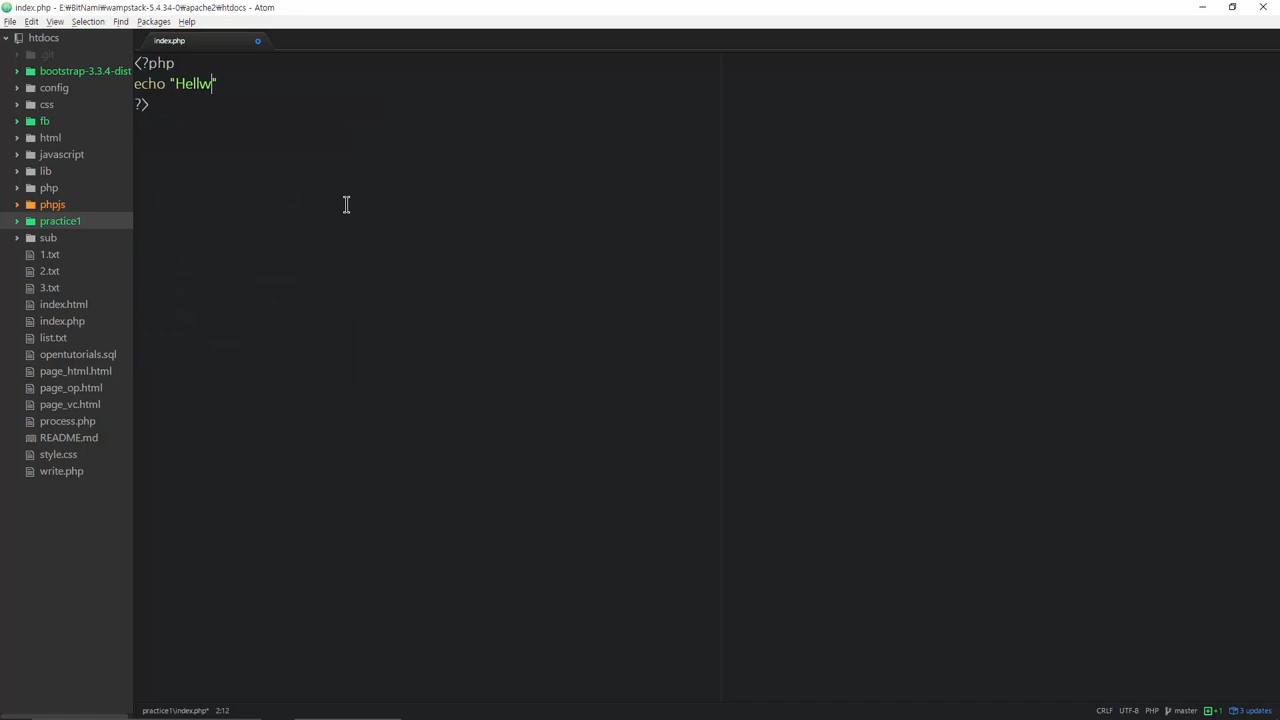 index.php - E:₩BitNami₩wampstack-5.4.34-0₩apache2₩htdocs - Atom
File Edit View Selection Find Packages Help
htdocs
.git
bootstrap-3.3.4-dist
config
css
fb
html
javascript
lib
php
phpjs
practice1
sub
1.txt
2.txt
3.txt
index.html
index.php
list.txt
opentutorials.sql
page_html.html
page_op.html
page_vc.html
process.php
README.md
style.css
write.php
index.php
<?php
echo "Hellw"
?>
practice1\index.php* 2:12
CRLF UTF-8 PHP master +1 3 updates